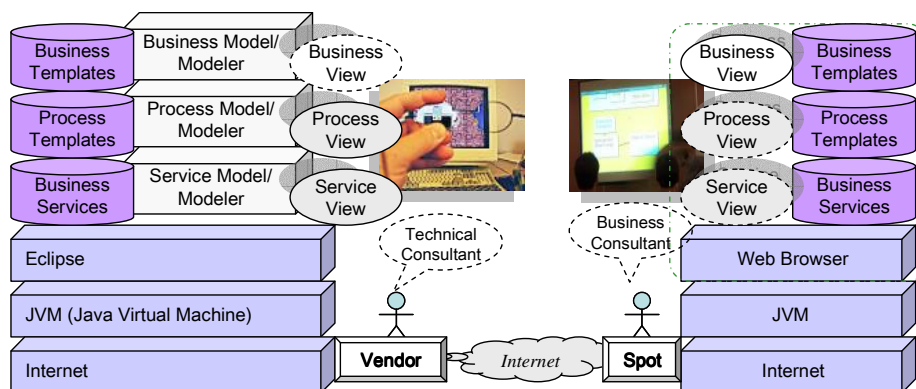 Business
Templates
Business Model/
Modeler
Business
View
Process
Templates
Process Model/
Modeler
Process
View
Business
Services
Service Model/
Modeler
Service
View
Eclipse
JVM (Java Virtual Machine)
Internet
Technical
Consultant
Vendor
Internet
Business
Consultant
Spot
Business
View
Business
Templates
Process
View
Process
Templates
Service
View
Business
Services
Web Browser
JVM
Internet